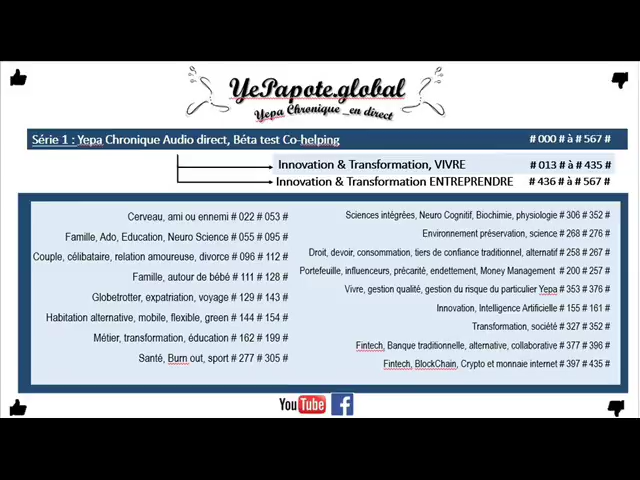 YePapote.global
Yepa Chronique _en direct
Série 1 : Yepa Chronique Audio direct, Béta test Co-helping # 000 # à # 567 #
Innovation & Transformation, VIVRE # 013 # à # 435 #
Innovation & Transformation ENTREPRENDRE # 436 # à # 567 #
Cerveau, ami ou ennemi # 022 # 053 #
Famille, Ado, Education, Neuro Science # 055 # 095 #
Couple, célibataire, relation amoureuse, divorce # 096 # 112 #
Famille, autour de bébé # 111 # 128 #
Globetrotter, expatriation, voyage # 129 # 143 #
Habitation alternative, mobile, flexible, green # 144 # 154 #
Métier, transformation, éducation # 162 # 199 #
Santé, Burn out, sport # 277 # 305 #
Sciences intégrées, Neuro Cognitif, Biochimie, physiologie # 306 # 352 #
Environnement préservation, science # 268 # 276 #
Droit, devoir, consommation, tiers de confiance traditionnel, alternatif # 258 # 267 #
Portefeuille, influenceurs, précarité, endettement, Money Management # 200 # 257 #
Vivre, gestion qualité, gestion du risque du particulier Yepa # 353 # 376 #
Innovation, Intelligence Artificielle # 155 # 161 #
Transformation, société # 327 # 352 #
Fintech, Banque traditionnelle, alternative, collaborative # 377 # 396 #
Fintech, BlockChain, Crypto et monnaie internet # 397 # 435 #
YouTube f